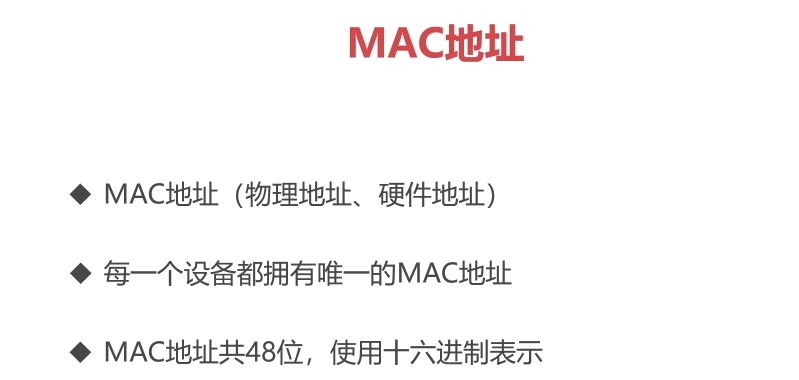 MAC地址
◆ MAC地址（物理地址、硬件地址）
◆ 每一个设备都拥有唯一的MAC地址
◆ MAC地址共48位，使用十六进制表示